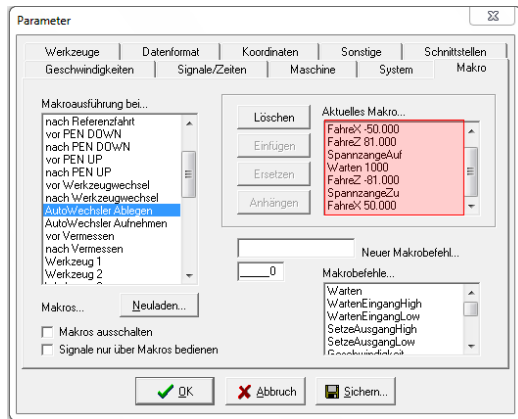 Parameter
Werkzeuge Datenformat Koordinaten Sonstige Schnittstellen
Geschwindigkeiten Signale/Zeiten Maschine System Makro
Makroausführung bei...
nach Referenzfahrt
vor PEN DOWN
nach PEN DOWN
vor PEN UP
nach PEN UP
vor Werkzeugwechsel
nach Werkzeugwechsel
AutoWechsler Ablegen
AutoWechsler Aufnehmen
vor Vermessen
nach Vermessen
Werkzeug 1
Werkzeug 2
Makros... Neuladen...
Makros ausschalten
Signale nur über Makros bedienen
Löschen
Einfügen
Ersetzen
Anhängen
Aktuelles Makro...
FahreX -50.000
FahreZ 81.000
SpannzangeAuf
Warten 1000
FahreZ -81.000
SpannzangeZu
FahreX 50.000
Neuer Makrobefehl...
____0
Makrobefehle...
Warten
WartenEingangHigh
WartenEingangLow
SetzeAusgangHigh
SetzeAusgangLow
Geschwindigkeit
OK Abbruch Sichern...